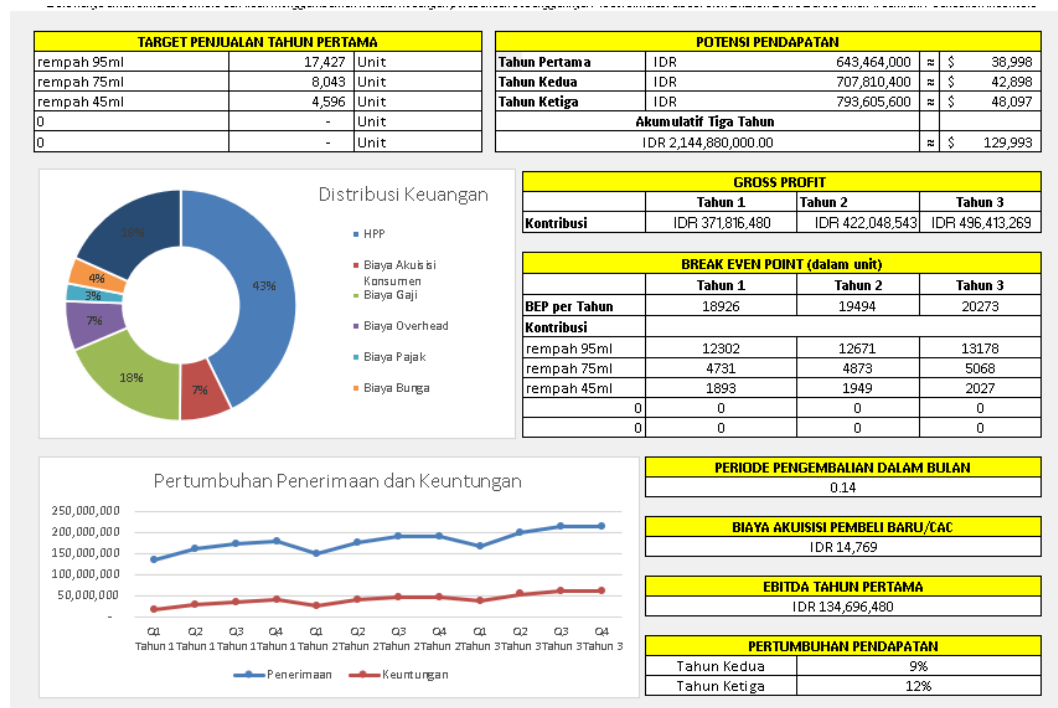 TARGET PENJUALAN TAHUN PERTAMA
rempah 95ml 17,427 Unit
rempah 75ml 8,043 Unit
rempah 45ml 4,596 Unit
0 - Unit
0 - Unit
POTENSI PENDAPATAN
Tahun Pertama IDR 643,464,000 ≈ $ 38,998
Tahun Kedua IDR 707,810,400 ≈ $ 42,898
Tahun Ketiga IDR 793,605,600 ≈ $ 48,097
Akumulatif Tiga Tahun
IDR 2,144,880,000.00 ≈ $ 129,993
Distribusi Keuangan
18%
43%
4%
3%
7%
18%
7%
HPP
Biaya Akuisisi
Konsumen
Biaya Gaji
Biaya Overhead
Biaya Pajak
Biaya Bunga
GROSS PROFIT
Tahun 1 Tahun 2 Tahun 3
Kontribusi IDR 371,816,480 IDR 422,048,543 IDR 496,413,269
BREAK EVEN POINT (dalam unit)
Tahun 1 Tahun 2 Tahun 3
BEP per Tahun 18926 19494 20273
Kontribusi
rempah 95ml 12302 12671 13178
rempah 75ml 4731 4873 5068
rempah 45ml 1893 1949 2027
0 0 0 0
0 0 0 0
Pertumbuhan Penerimaan dan Keuntungan
250,000,000
200,000,000
150,000,000
100,000,000
50,000,000
-
Q1 Q2 Q3 Q4 Q1 Q2 Q3 Q4 Q1 Q2 Q3 Q4
Tahun 1 Tahun 1 Tahun 1 Tahun 1 Tahun 2 Tahun 2 Tahun 2 Tahun 2 Tahun 3 Tahun 3 Tahun 3 Tahun 3
Penerimaan Keuntungan
PERIODE PENGEMBALIAN DALAM BULAN
0.14
BIAYA AKUISISI PEMBELI BARU/CAC
IDR 14,769
EBITDA TAHUN PERTAMA
IDR 134,696,480
PERTUMBUHAN PENDAPATAN
Tahun Kedua 9%
Tahun Ketiga 12%